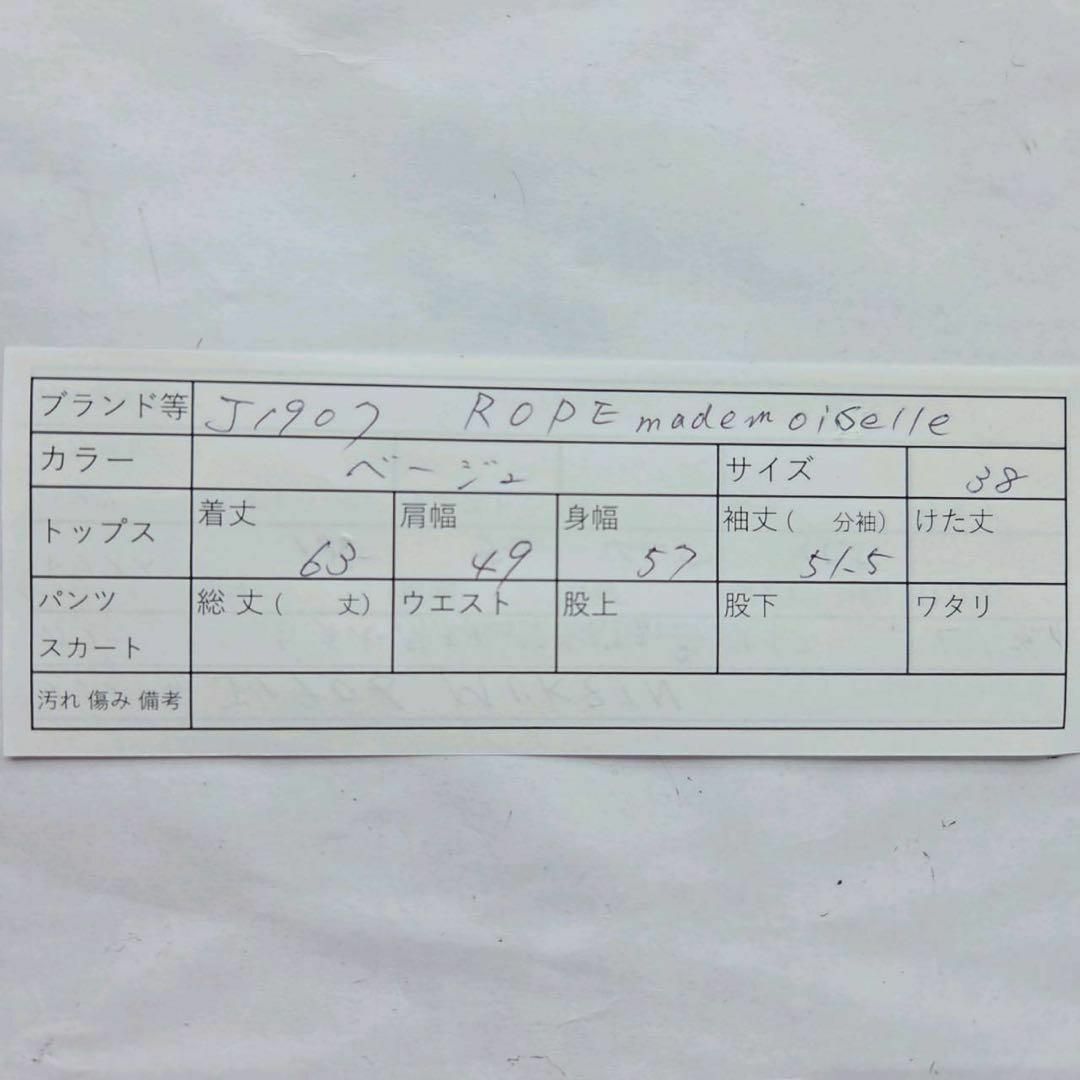 ブランド等 J1907 ROPE mademoiselle
カラー ベージュ サイズ 38
トップス 着丈 63 肩幅 49 身幅 57 袖丈( 分袖) 51.5 けた丈
パンツ スカート 総丈( 丈) ウエスト 股上 股下 ワタリ
汚れ 傷み 備考